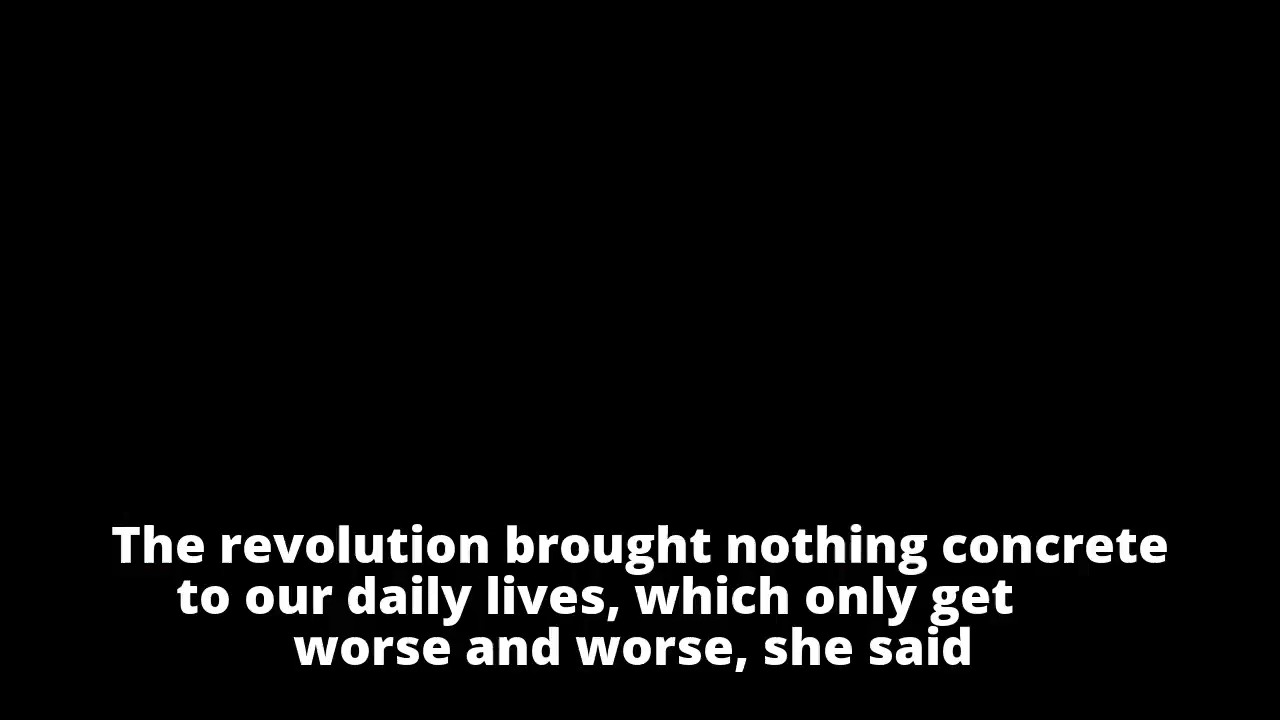 The revolution brought nothing concrete
to our daily lives, which only get
worse and worse, she said